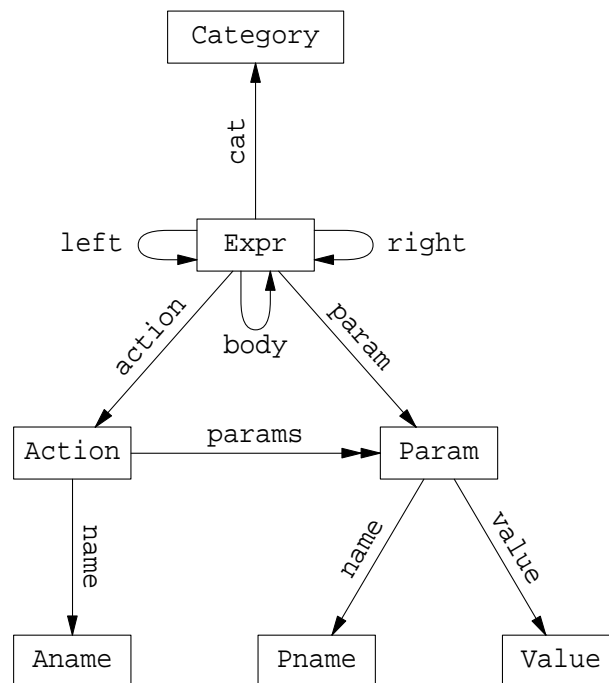 Category
cat
left
Expr
right
body
action
param
Action
params
Param
name
name
value
Aname
Pname
Value